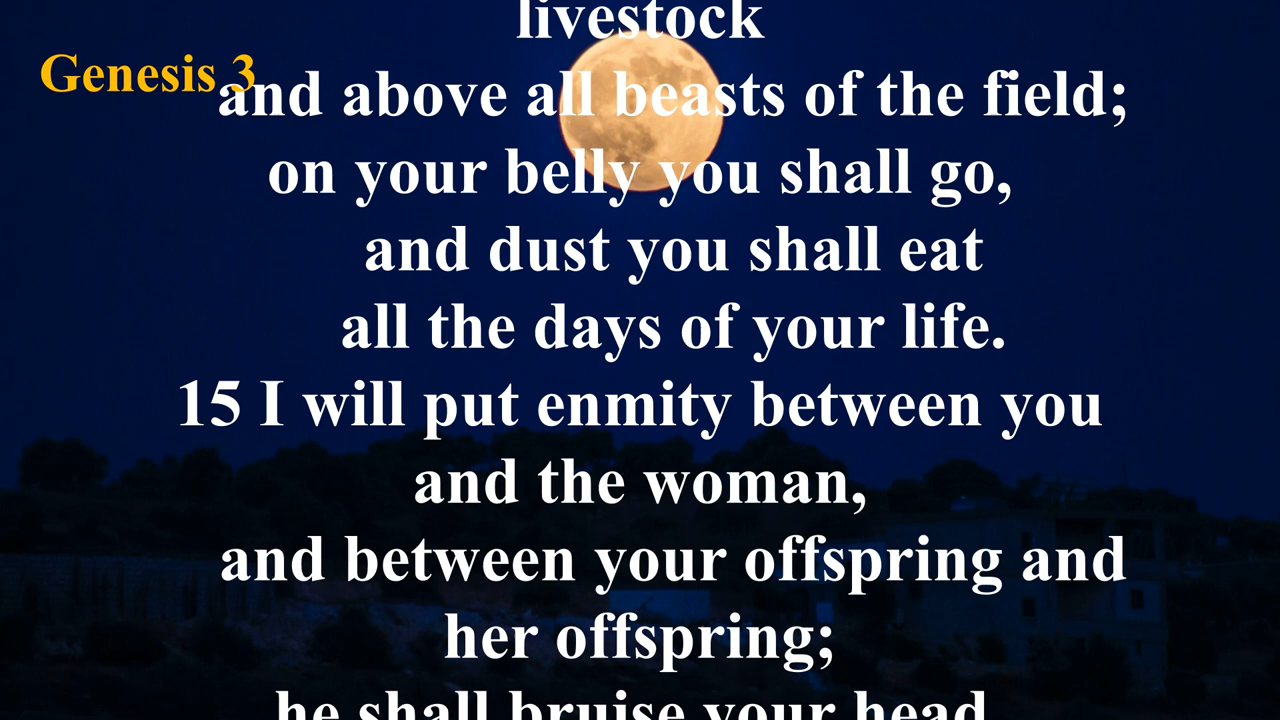 livestock
Genesis 3
and above all beasts of the field;
on your belly you shall go,
and dust you shall eat
all the days of your life.
15 I will put enmity between you
and the woman,
and between your offspring and
her offspring;
he shall bruise your head,